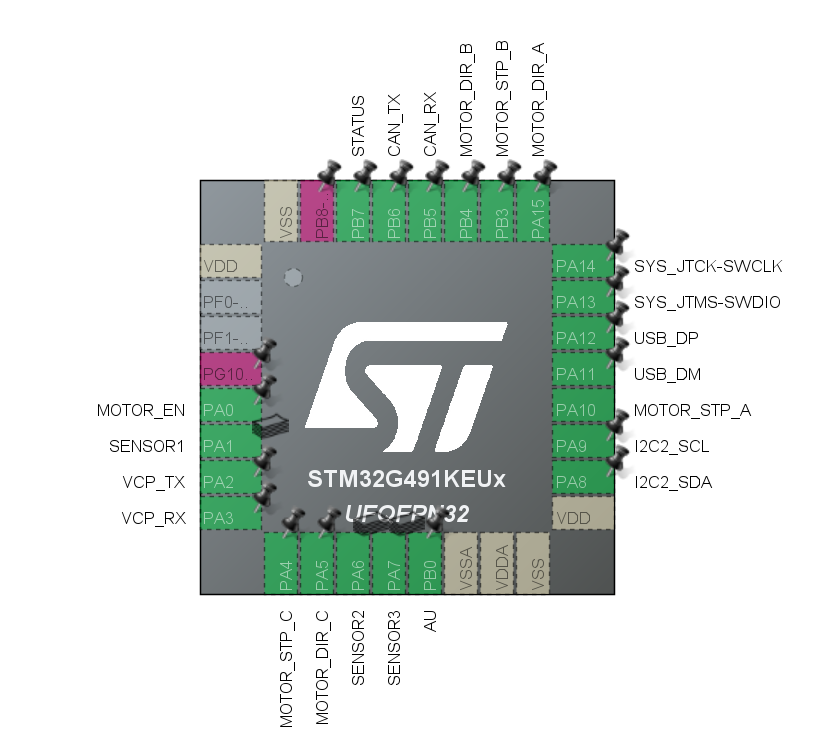 STATUS
CAN_TX
CAN_RX
MOTOR_DIR_B
MOTOR_STP_B
MOTOR_DIR_A
VSS
PB8-..
PB7
PB6
PB5
PB4
PB3
PA15
VDD
PF0-..
PF1-..
PG10..
MOTOR_EN PA0
SENSOR1 PA1
VCP_TX PA2
VCP_RX PA3
PA14 SYS_JTCK-SWCLK
PA13 SYS_JTMS-SWDIO
PA12 USB_DP
PA11 USB_DM
PA10 MOTOR_STP_A
PA9 I2C2_SCL
PA8 I2C2_SDA
VDD
ST
STM32G491KEUx
UFQFPN32
PA4
PA5
PA6
PA7
PB0
VSSA
VDDA
VSS
MOTOR_STP_C
MOTOR_DIR_C
SENSOR2
SENSOR3
AU